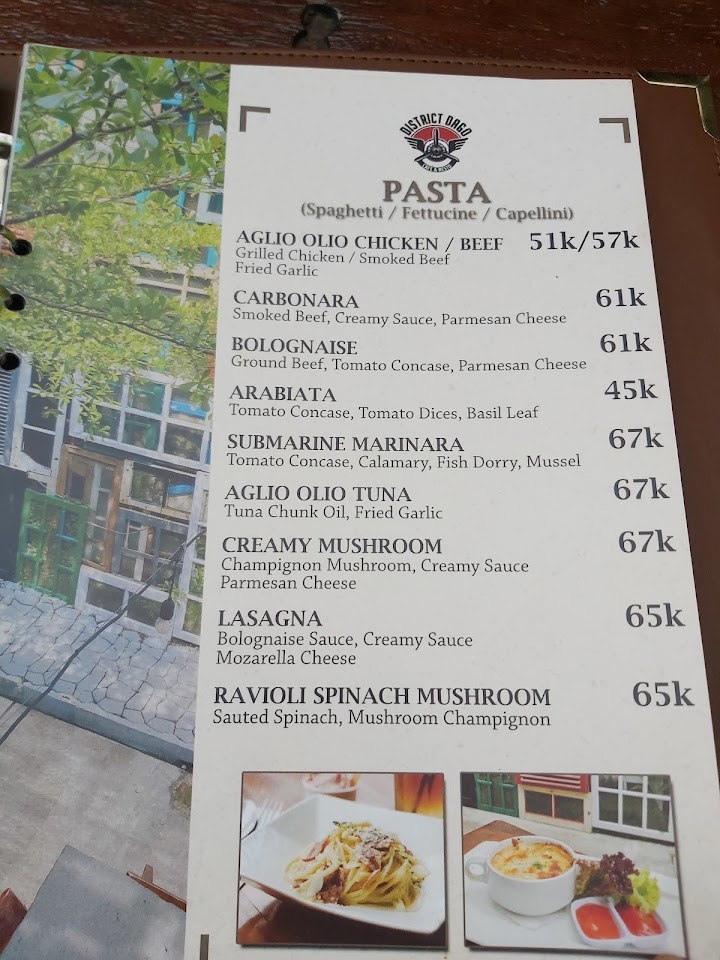 DISTRICT DAGO
CAFE & RESTO
PASTA
(Spaghetti / Fettucine / Capellini)
AGLIO OLIO CHICKEN / BEEF 51k/57k
Grilled Chicken / Smoked Beef
Fried Garlic
CARBONARA 61k
Smoked Beef, Creamy Sauce, Parmesan Cheese
BOLOGNAISE 61k
Ground Beef, Tomato Concase, Parmesan Cheese
ARABIATA 45k
Tomato Concase, Tomato Dices, Basil Leaf
SUBMARINE MARINARA 67k
Tomato Concase, Calamary, Fish Dorry, Mussel
AGLIO OLIO TUNA 67k
Tuna Chunk Oil, Fried Garlic
CREAMY MUSHROOM 67k
Champignon Mushroom, Creamy Sauce
Parmesan Cheese
LASAGNA 65k
Bolognaise Sauce, Creamy Sauce
Mozarella Cheese
RAVIOLI SPINACH MUSHROOM 65k
Sauted Spinach, Mushroom Champignon